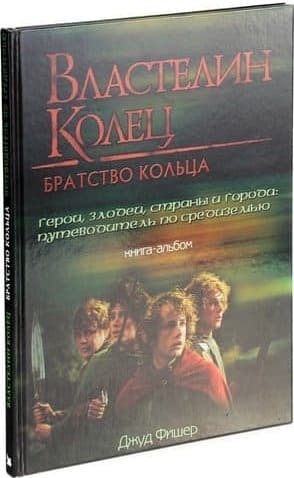 Властелин
Колец
БРАТСТВО КОЛЬЦА
Герои, злодеи, страны и города:
путеводитель по Средиземью
книга-альбом
Джуд Фишер
ВЛАСТЕЛИН КОЛЕЦ БРАТСТВО КОЛЬЦА